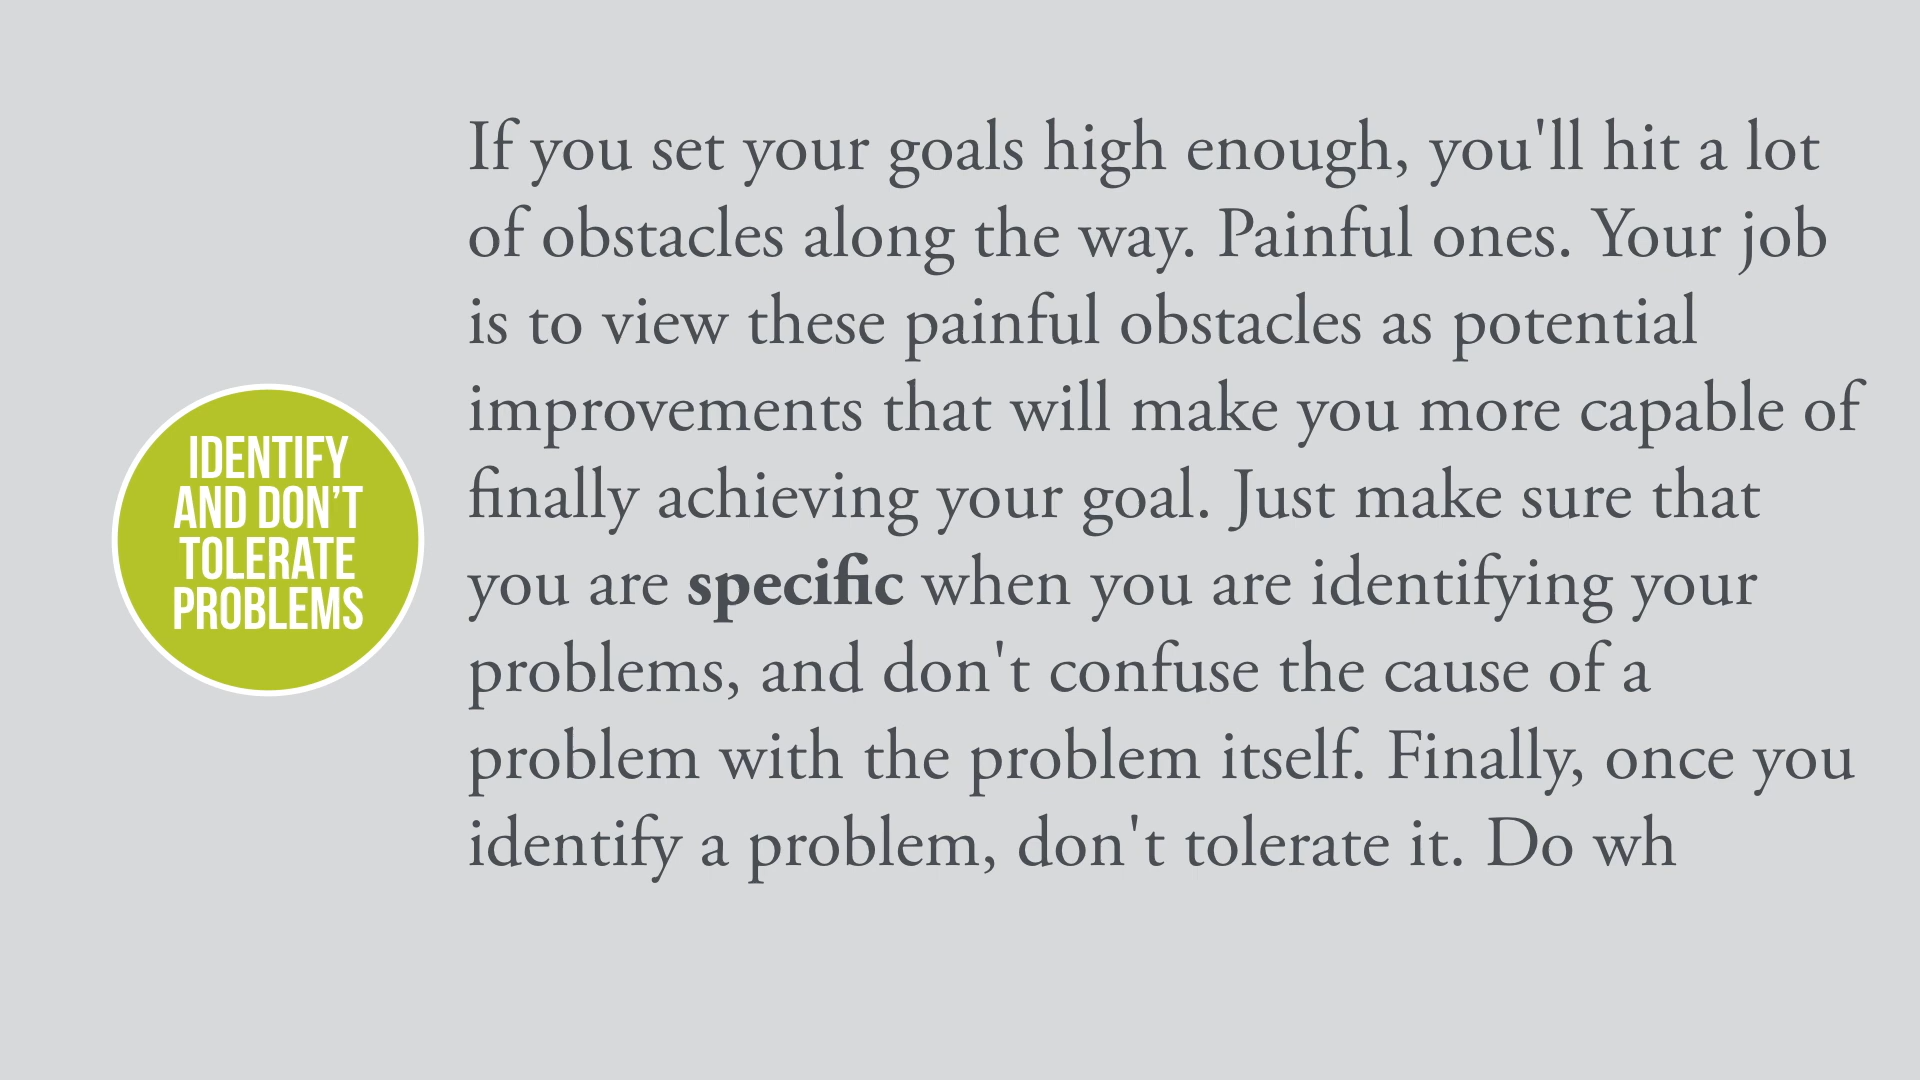 IDENTIFY
AND DON’T
TOLERATE
PROBLEMS
If you set your goals high enough, you'll hit a lot
of obstacles along the way. Painful ones. Your job
is to view these painful obstacles as potential
improvements that will make you more capable of
finally achieving your goal. Just make sure that
you are specific when you are identifying your
problems, and don't confuse the cause of a
problem with the problem itself. Finally, once you
identify a problem, don't tolerate it. Do wh